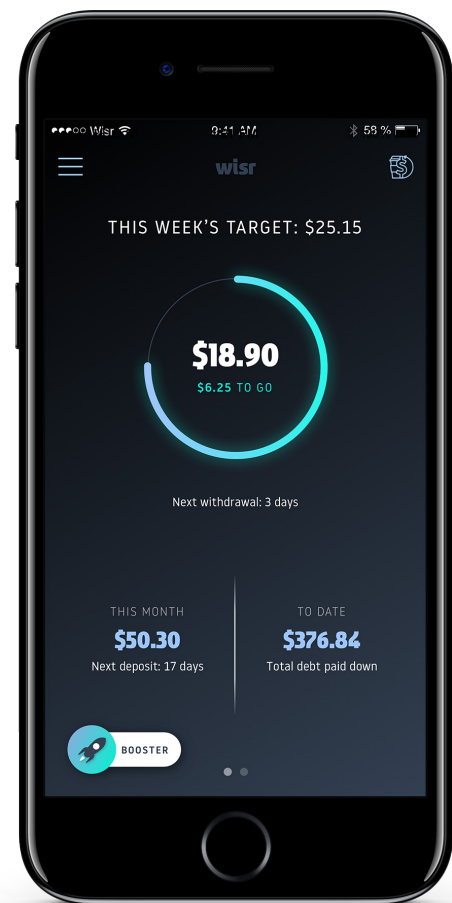 Wisr
9:41 AM
58 %
wisr
THIS WEEK'S TARGET: $25.15
$18.90
$6.25 TO GO
Next withdrawal: 3 days
THIS MONTH
$50.30
Next deposit: 17 days
TO DATE
$376.84
Total debt paid down
BOOSTER